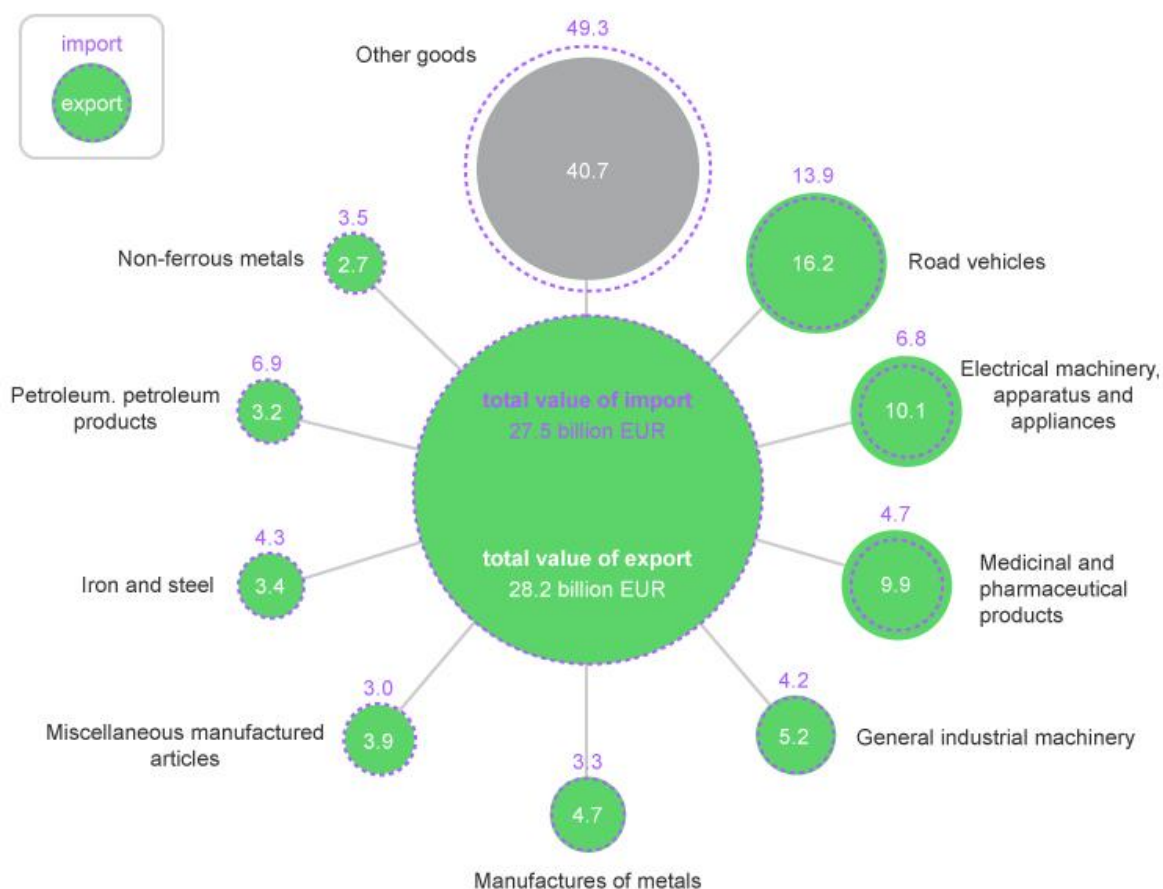 import
export
49.3
Other goods
40.7
13.9
16.2
Road vehicles
6.8
10.1
Electrical machinery,
apparatus and
appliances
4.7
9.9
Medicinal and
pharmaceutical
products
4.2
5.2
General industrial machinery
3.3
4.7
Manufactures of metals
3.0
3.9
Miscellaneous manufactured
articles
4.3
3.4
Iron and steel
6.9
3.2
Petroleum. petroleum
products
3.5
2.7
Non-ferrous metals
total value of import
27.5 billion EUR
total value of export
28.2 billion EUR